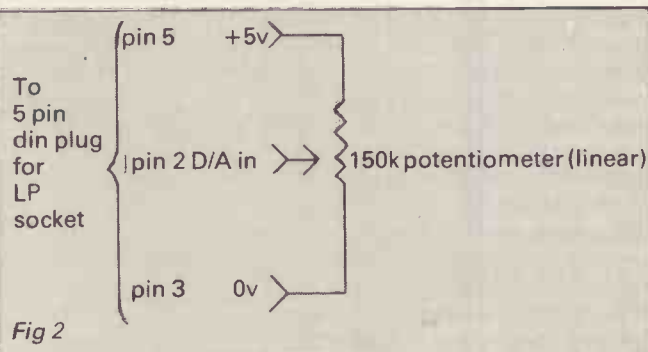 pin 5 +5v
To
5 pin
din plug
for
LP
socket
pin 2 D/A in
150k potentiometer (linear)
pin 3 0v
Fig 2